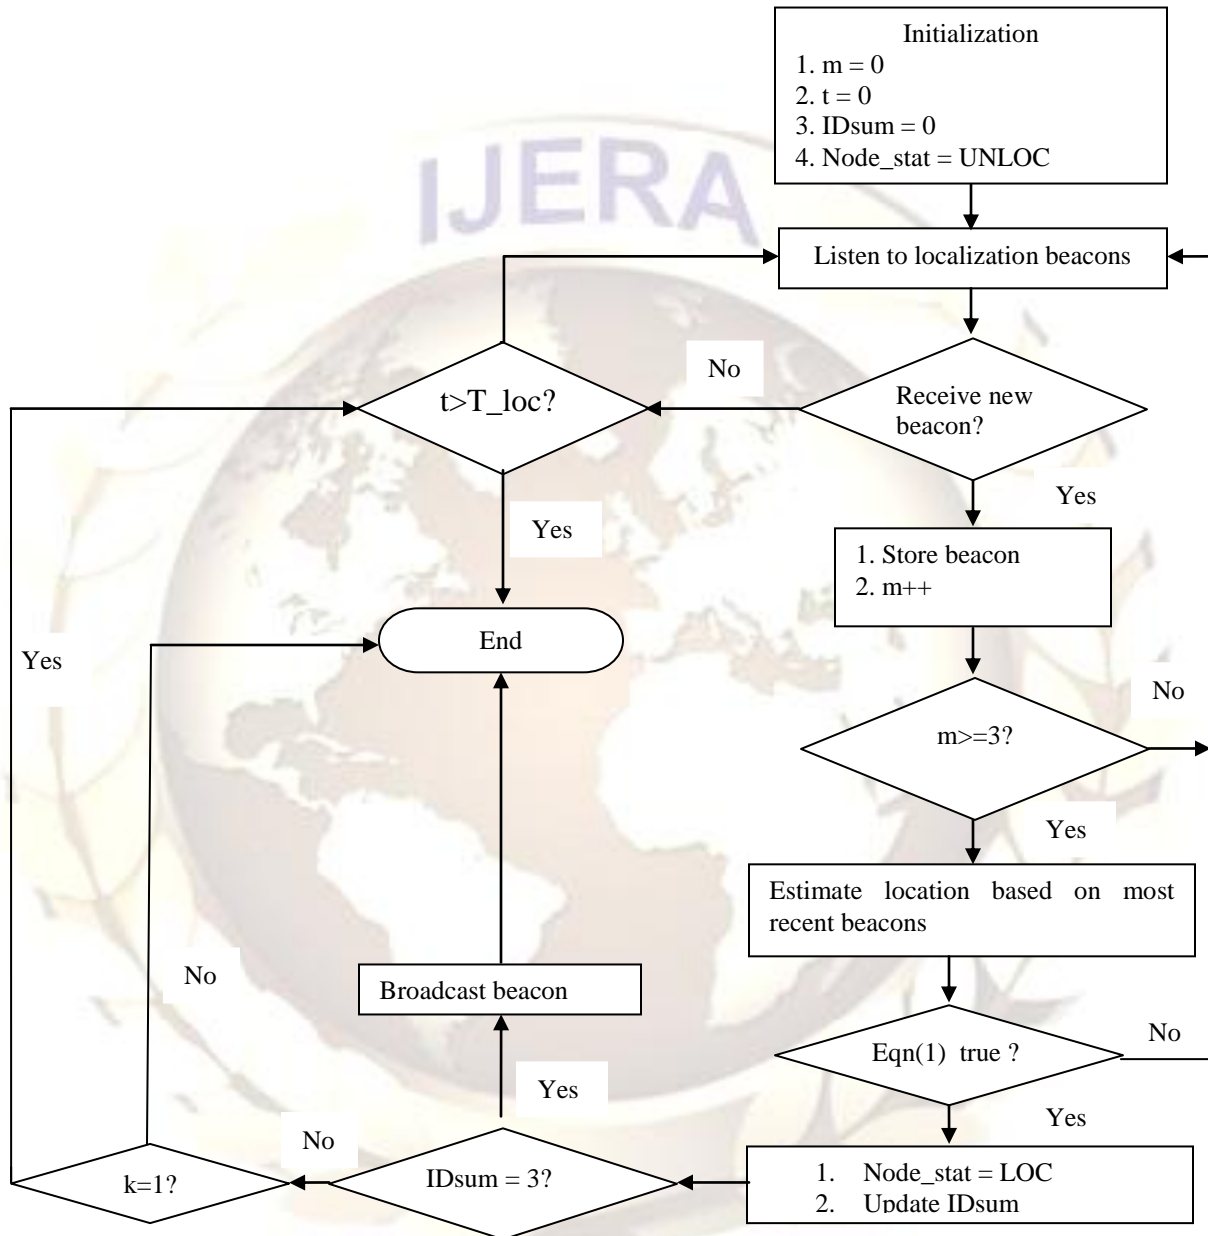 Initialization
1. m = 0
2. t = 0
3. IDsum = 0
4. Node_stat = UNLOC
IJERA
Listen to localization beacons
No
t>T_loc?
Receive new
beacon?
Yes
Yes
1. Store beacon
2. m++
End
Yes
No
m>=3?
Yes
Estimate location based on most
recent beacons
No
Broadcast beacon
Eqn(1) true ?
No
Yes
Yes
No
k=1?
IDsum = 3?
1. Node_stat = LOC
2. Update IDsum